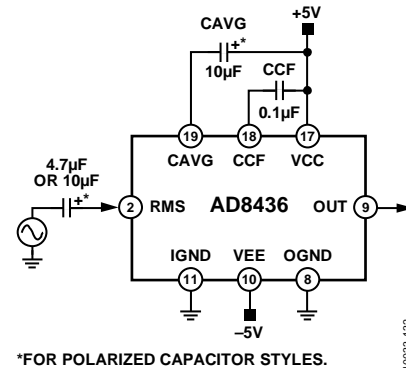 CAVG
+5V
+*
10µF
CCF
0.1µF
19
18
17
CAVG
CCF
VCC
4.7µF
OR 10µF
+*
2
RMS
AD8436
OUT
9
IGND
VEE
OGND
11
10
8
–5V
*FOR POLARIZED CAPACITOR STYLES.